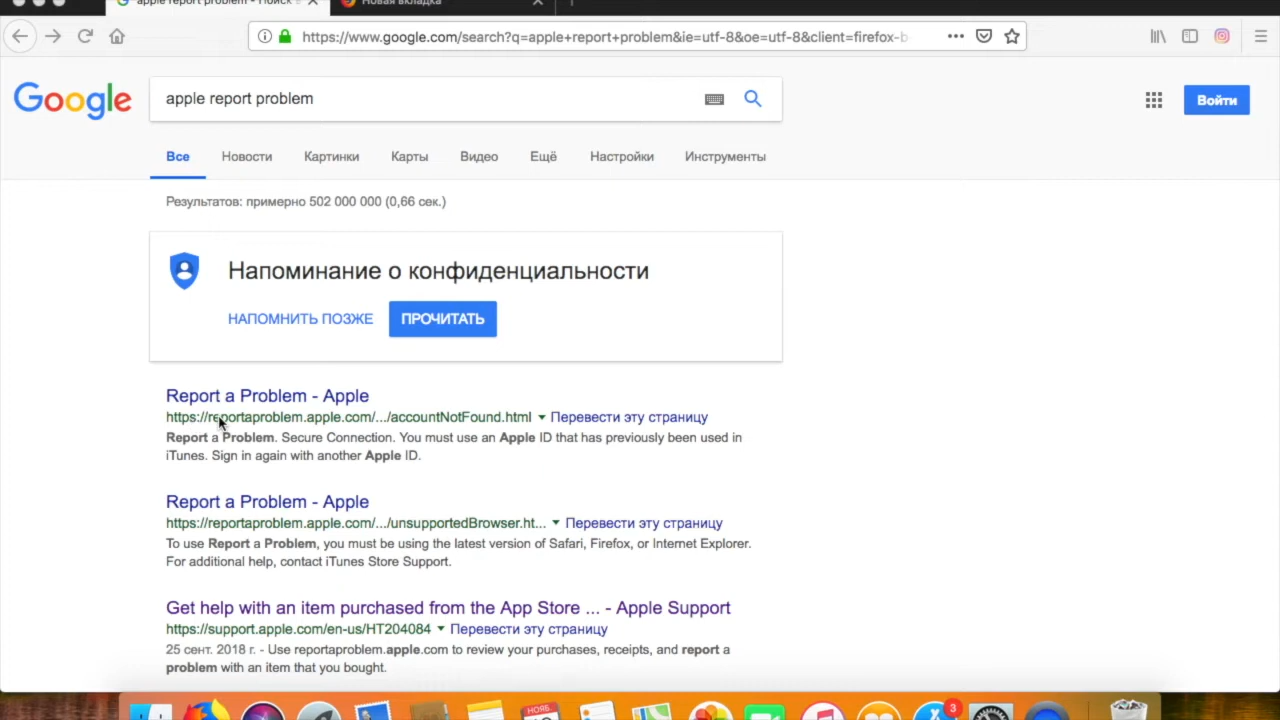 apple report problem - Поиск
Новая вкладка
https://www.google.com/search?q=apple+report+problem&ie=utf-8&oe=utf-8&client=firefox-b
Google
apple report problem
Войти
Все Новости Картинки Карты Видео Ещё Настройки Инструменты
Результатов: примерно 502 000 000 (0,66 сек.)
Напоминание о конфиденциальности
НАПОМНИТЬ ПОЗЖЕ ПРОЧИТАТЬ
Report a Problem - Apple
https://reportaproblem.apple.com/.../accountNotFound.html Перевести эту страницу
Report a Problem. Secure Connection. You must use an Apple ID that has previously been used in
iTunes. Sign in again with another Apple ID.
Report a Problem - Apple
https://reportaproblem.apple.com/.../unsupportedBrowser.ht... Перевести эту страницу
To use Report a Problem, you must be using the latest version of Safari, Firefox, or Internet Explorer.
For additional help, contact iTunes Store Support.
Get help with an item purchased from the App Store ... - Apple Support
https://support.apple.com/en-us/HT204084 Перевести эту страницу
25 сент. 2018 г. - Use reportaproblem.apple.com to review your purchases, receipts, and report a
problem with an item that you bought.
НОЯБ.
3